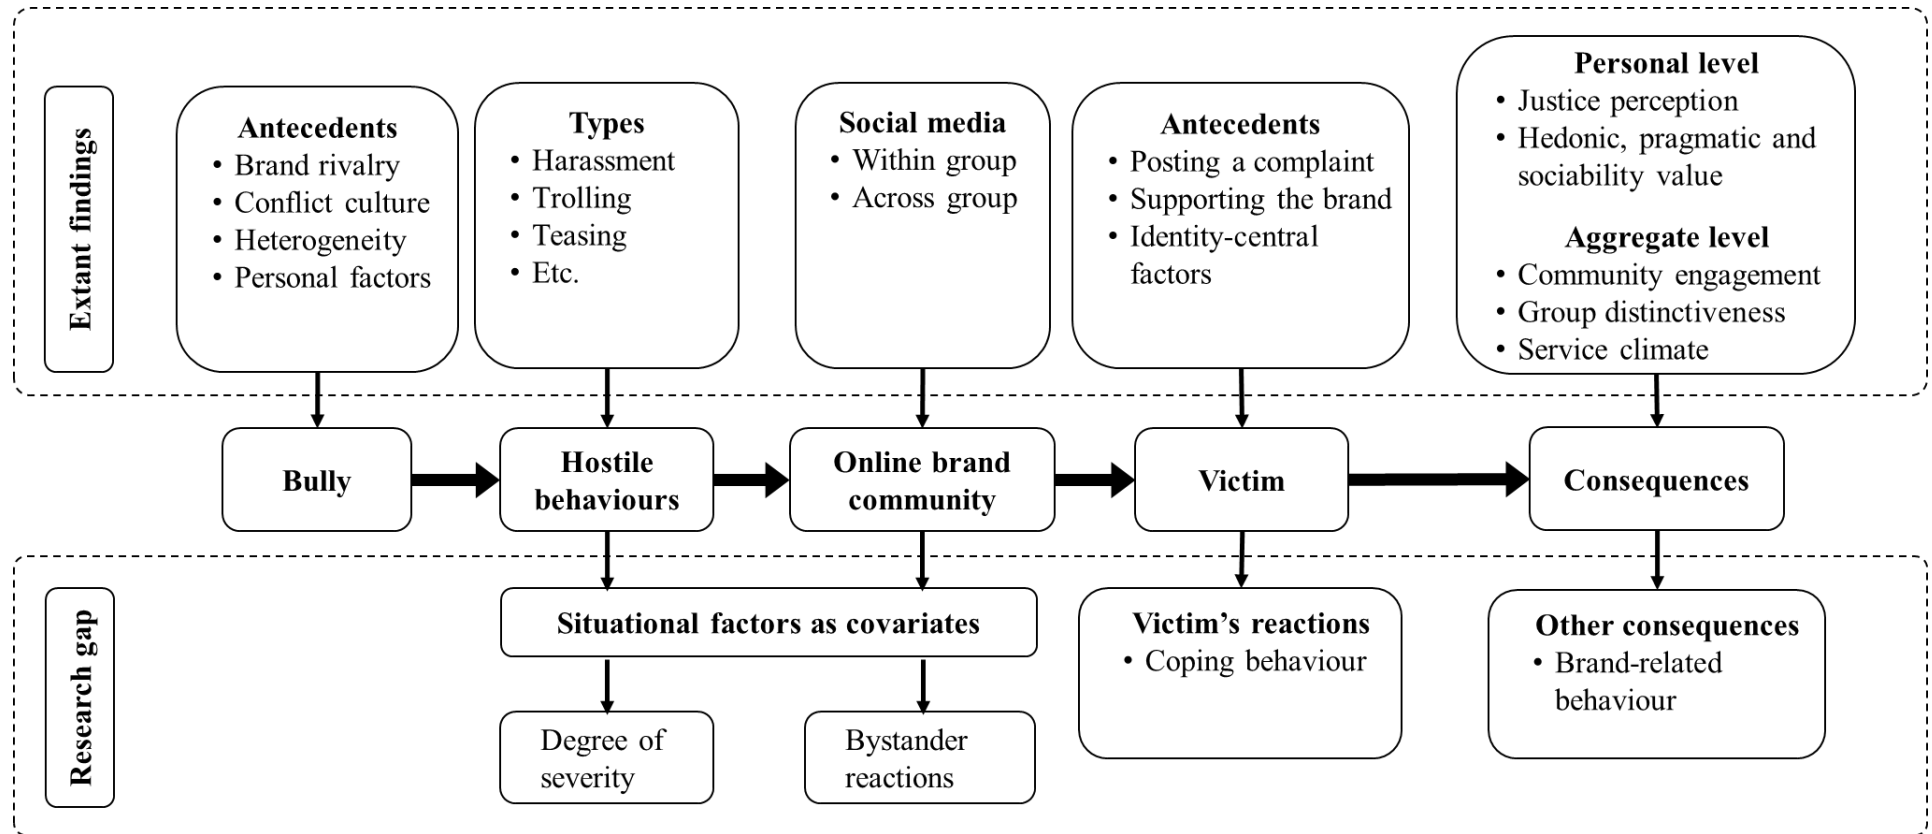 Extant findings
Antecedents
• Brand rivalry
• Conflict culture
• Heterogeneity
• Personal factors
Types
• Harassment
• Trolling
• Teasing
• Etc.
Social media
• Within group
• Across group
Antecedents
• Posting a complaint
• Supporting the brand
• Identity-central
factors
Personal level
• Justice perception
• Hedonic, pragmatic and
sociability value
Aggregate level
• Community engagement
• Group distinctiveness
• Service climate
Bully
Hostile
behaviours
Online brand
community
Victim
Consequences
Research gap
Situational factors as covariates
Degree of
severity
Bystander
reactions
Victim’s reactions
• Coping behaviour
Other consequences
• Brand-related
behaviour